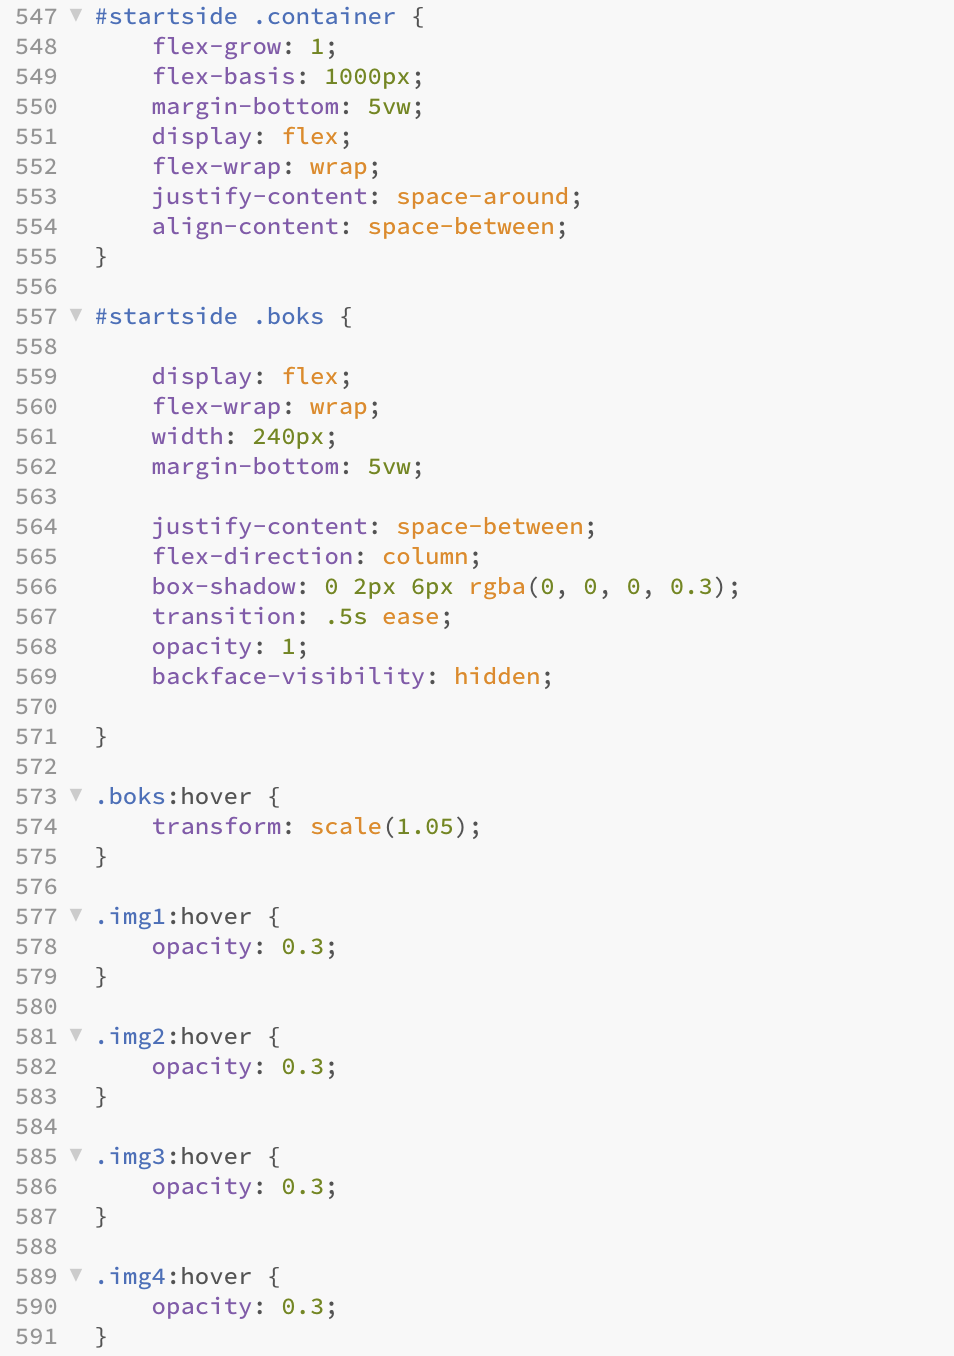 547 ▼ #startside .container {
548 flex-grow: 1;
549 flex-basis: 1000px;
550 margin-bottom: 5vw;
551 display: flex;
552 flex-wrap: wrap;
553 justify-content: space-around;
554 align-content: space-between;
555 }
556
557 ▼ #startside .boks {
558
559 display: flex;
560 flex-wrap: wrap;
561 width: 240px;
562 margin-bottom: 5vw;
563
564 justify-content: space-between;
565 flex-direction: column;
566 box-shadow: 0 2px 6px rgba(0, 0, 0, 0.3);
567 transition: .5s ease;
568 opacity: 1;
569 backface-visibility: hidden;
570
571 }
572
573 ▼ .boks:hover {
574 transform: scale(1.05);
575 }
576
577 ▼ .img1:hover {
578 opacity: 0.3;
579 }
580
581 ▼ .img2:hover {
582 opacity: 0.3;
583 }
584
585 ▼ .img3:hover {
586 opacity: 0.3;
587 }
588
589 ▼ .img4:hover {
590 opacity: 0.3;
591 }